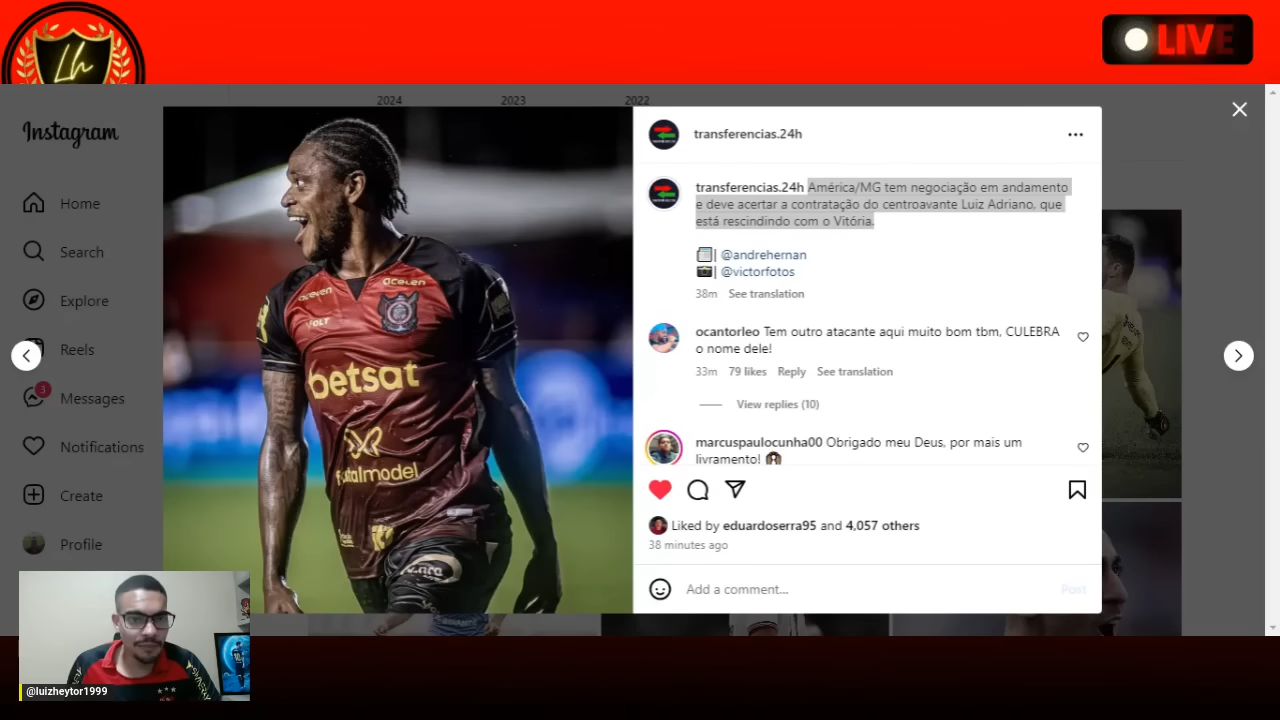 Lh
LIVE
2024 2023 2022
Instagram
Home
Search
Explore
Reels
3
Messages
Notifications
Create
Profile
acelen
acelen
VOLT
betsat
fatalmodel
transferencias.24h
transferencias.24h América/MG tem negociação em andamento
e deve acertar a contratação do centroavante Luiz Adriano, que
está rescindindo com o Vitória.
| @andrehernan
| @victorfotos
38m See translation
ocantorleo Tem outro atacante aqui muito bom tbm, CULEBRA
o nome dele!
33m 79 likes Reply See translation
View replies (10)
marcuspaulocunha00 Obrigado meu Deus, por mais um
livramento!
Liked by eduardoserra95 and 4,057 others
38 minutes ago
Add a comment...
Post
@luizheytor1999